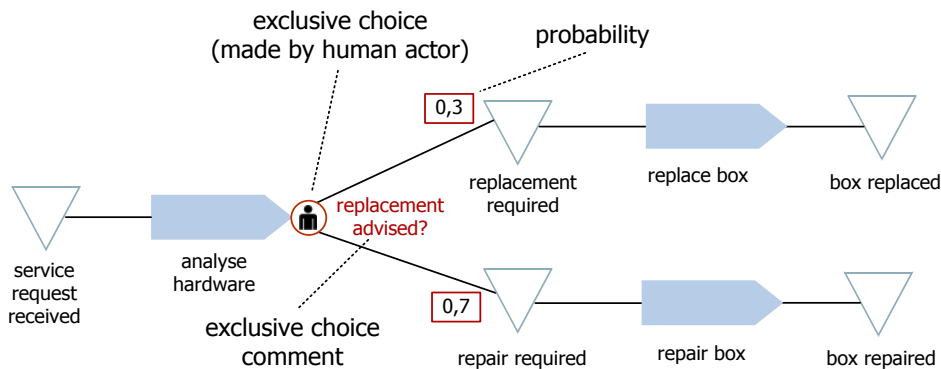 exclusive choice
(made by human actor)
probability
0,3
replacement
required
replace box
box replaced
service
request
received
analyse
hardware
replacement
advised?
exclusive choice
comment
0,7
repair required
repair box
box repaired